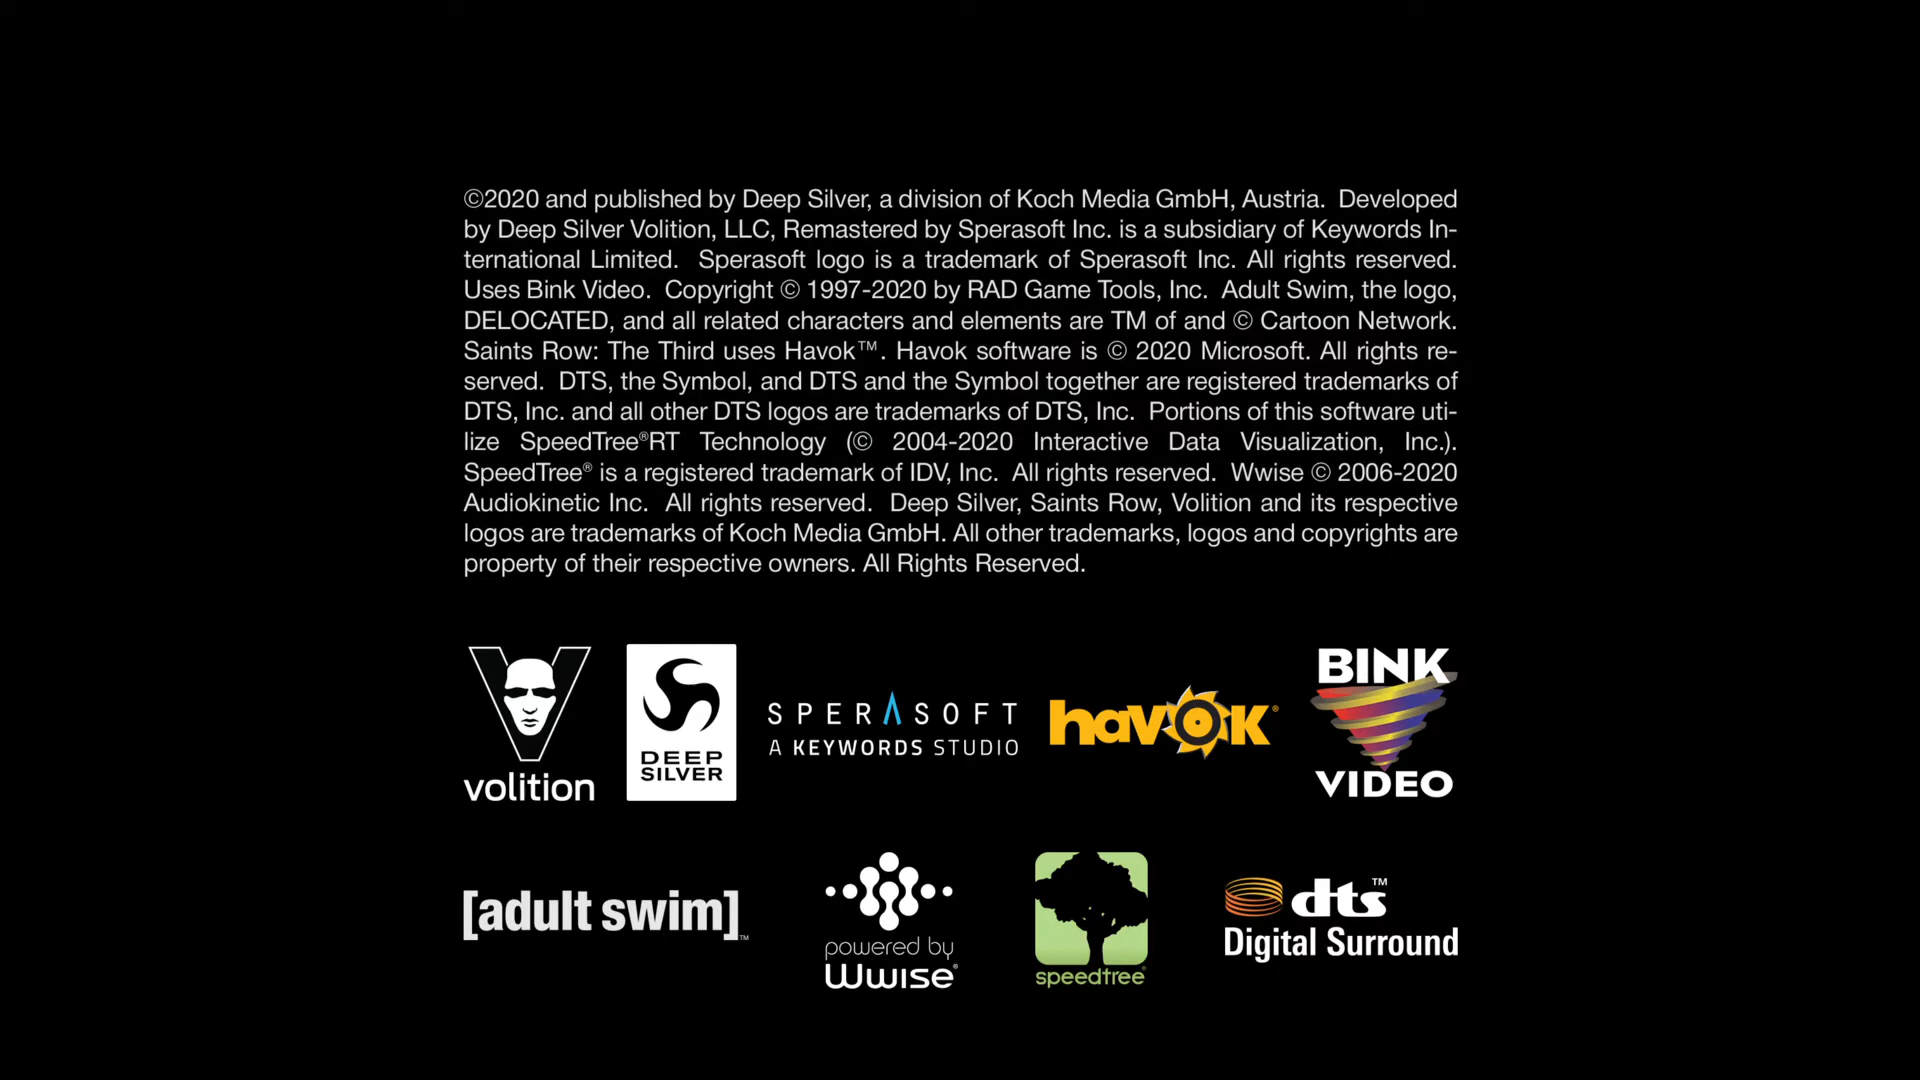 ©2020 and published by Deep Silver, a division of Koch Media GmbH, Austria.  Developed
by Deep Silver Volition, LLC, Remastered by Sperasoft Inc. is a subsidiary of Keywords In-
ternational Limited.  Sperasoft logo is a trademark of Sperasoft Inc. All rights reserved.
Uses Bink Video.  Copyright © 1997-2020 by RAD Game Tools, Inc.  Adult Swim, the logo,
DELOCATED, and all related characters and elements are TM of and © Cartoon Network.
Saints Row: The Third uses Havok™. Havok software is © 2020 Microsoft. All rights re-
served.  DTS, the Symbol, and DTS and the Symbol together are registered trademarks of
DTS, Inc. and all other DTS logos are trademarks of DTS, Inc.  Portions of this software uti-
lize SpeedTree®RT Technology (© 2004-2020 Interactive Data Visualization, Inc.).
SpeedTree® is a registered trademark of IDV, Inc.  All rights reserved.  Wwise © 2006-2020
Audiokinetic Inc.  All rights reserved.  Deep Silver, Saints Row, Volition and its respective
logos are trademarks of Koch Media GmbH. All other trademarks, logos and copyrights are
property of their respective owners. All Rights Reserved.
volition
DEEP
SILVER
SPERASOFT
A KEYWORDS STUDIO
havok®
BINK
VIDEO
[adult swim]™
powered by
Wwise®
speedtree®
dts™
Digital Surround